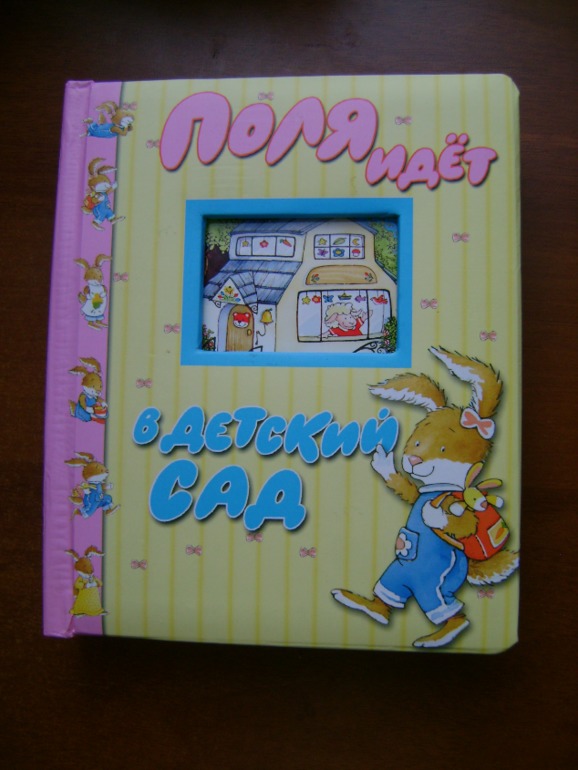 ПОЛЯ
идёт
в детский
сад